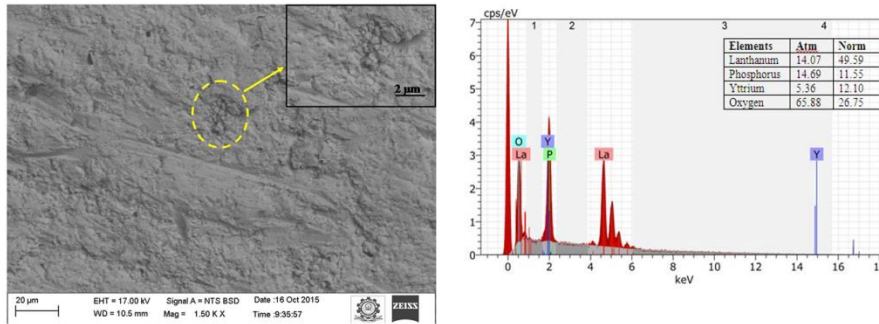 2 μm
20 μm
EHT = 17.00 kV
WD = 10.5 mm
Signal A = NTS BSD
Mag = 1.50 K X
Date :16 Oct 2015
Time :9:35:57
ZEISS
cps/eV
1 2 3 4
Elements Atm Norm
Lanthanum 14.07 49.59
Phosphorus 14.69 11.55
Yttrium 5.36 12.10
Oxygen 65.88 26.75
7
6
5
4
3
2
1
0
O Y
La P La Y
0 2 4 6 8 10 12 14 16 18
keV